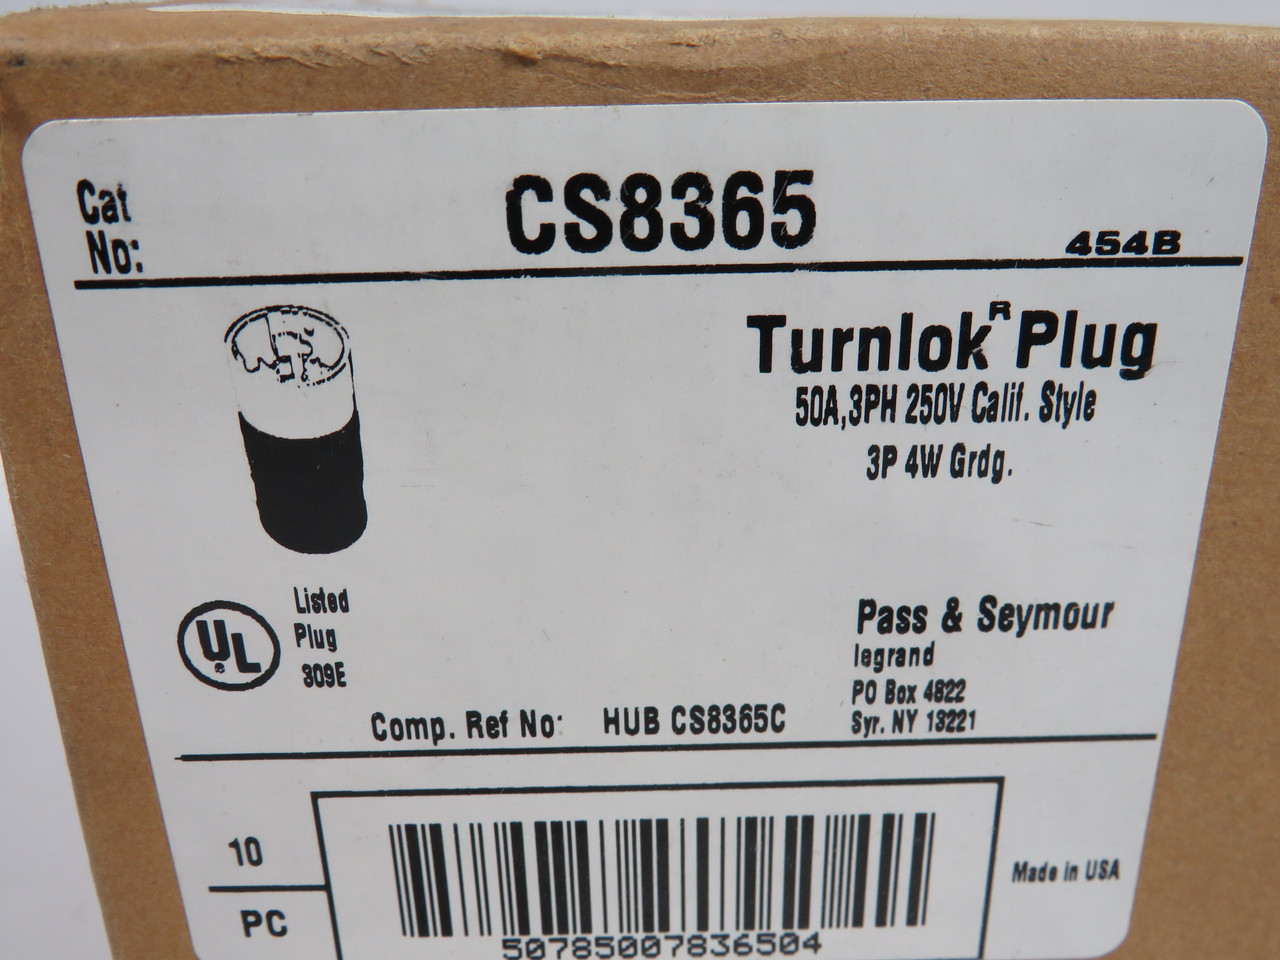 Cat No: CS8365 454B
Turnlok R Plug
50A,3PH 250V Calif. Style
3P 4W Grdg.
UL
Listed
Plug
309E
Pass & Seymour
legrand
PO Box 4822
Syr. NY 13221
Comp. Ref No: HUB CS8365C
10
PC
50785007836504
Made in USA